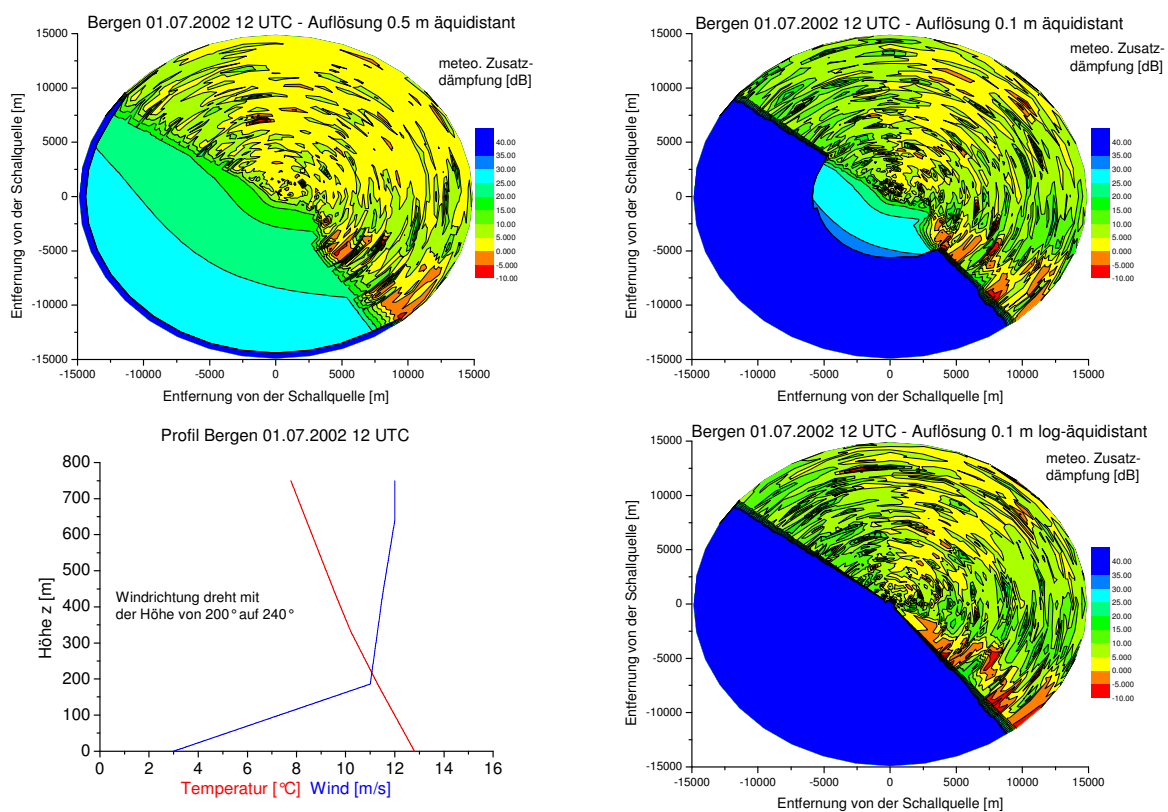 Bergen 01.07.2002 12 UTC - Auflösung 0.5 m äquidistant
meteo. Zusatz-
dämpfung [dB]
Entfernung von der Schallquelle [m]
15000
10000
5000
0
-5000
-10000
-15000
-15000 -10000 -5000 0 5000 10000 15000
Entfernung von der Schallquelle [m]
40.00
35.00
30.00
25.00
20.00
15.00
10.00
5.000
0.000
-5.000
-10.00
Bergen 01.07.2002 12 UTC - Auflösung 0.1 m äquidistant
meteo. Zusatz-
dämpfung [dB]
Entfernung von der Schallquelle [m]
15000
10000
5000
0
-5000
-10000
-15000
-15000 -10000 -5000 0 5000 10000 15000
Entfernung von der Schallquelle [m]
40.00
35.00
30.00
25.00
20.00
15.00
10.00
5.000
0.000
-5.000
-10.00
Profil Bergen 01.07.2002 12 UTC
Höhe z [m]
800
700
600
500
400
300
200
100
0
Windrichtung dreht mit
der Höhe von 200° auf 240°
0 2 4 6 8 10 12 14 16
Temperatur [°C] Wind [m/s]
Bergen 01.07.2002 12 UTC - Auflösung 0.1 m log-äquidistant
meteo. Zusatz-
dämpfung [dB]
Entfernung von der Schallquelle [m]
15000
10000
5000
0
-5000
-10000
-15000
-15000 -10000 -5000 0 5000 10000 15000
Entfernung von der Schallquelle [m]
40.00
35.00
30.00
25.00
20.00
15.00
10.00
5.000
0.000
-5.000
-10.00